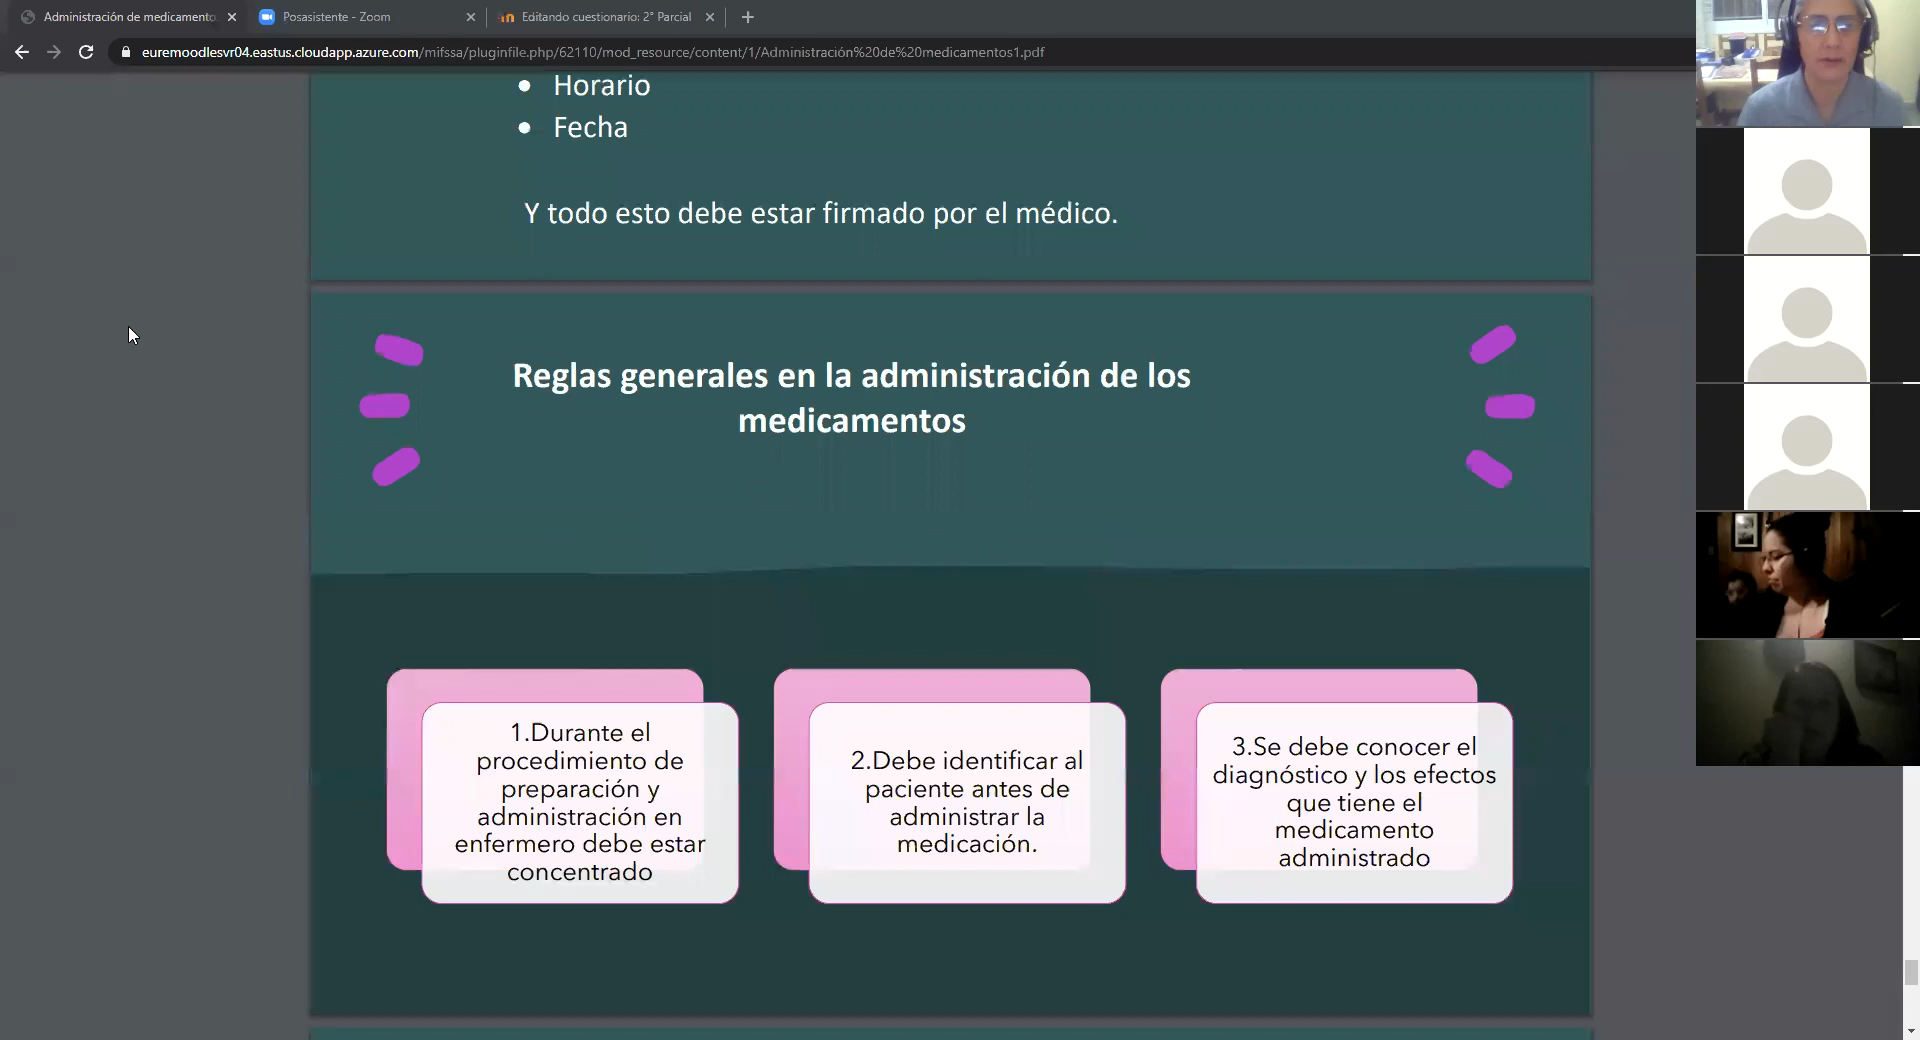 Administración de medicamento
Posasistente - Zoom
Editando cuestionario: 2° Parcial
euremoodlesvr04.eastus.cloudapp.azure.com/mifssa/pluginfile.php/62110/mod_resource/content/1/Administración%20de%20medicamentos1.pdf
• Horario
• Fecha
Y todo esto debe estar firmado por el médico.
Reglas generales en la administración de los
medicamentos
1.Durante el
procedimiento de
preparación y
administración en
enfermero debe estar
concentrado
2.Debe identificar al
paciente antes de
administrar la
medicación.
3.Se debe conocer el
diagnóstico y los efectos
que tiene el
medicamento
administrado